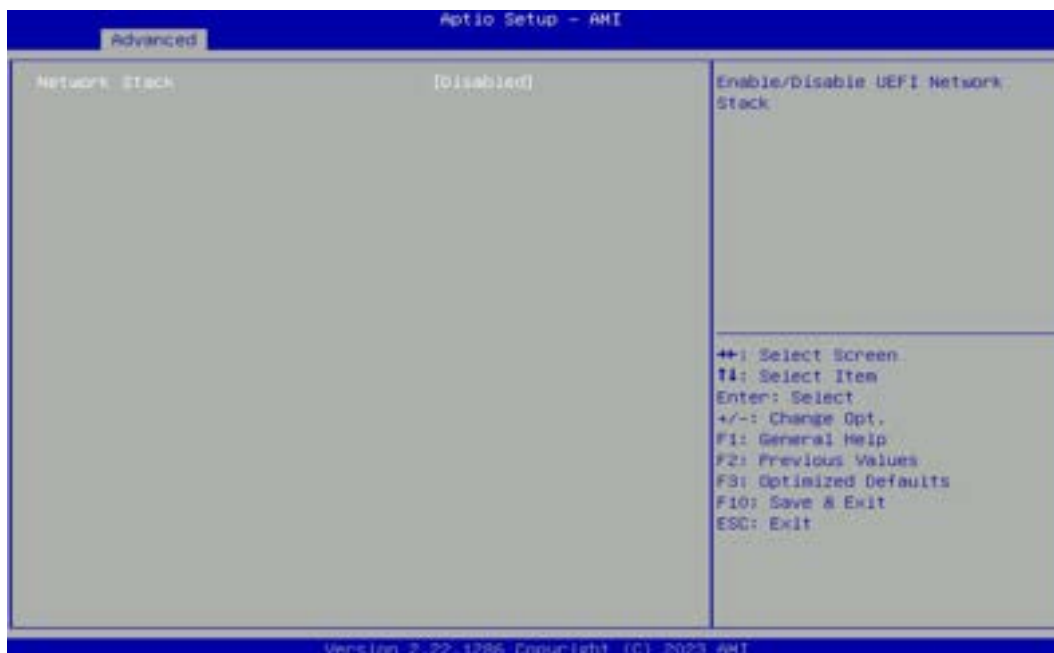 Aptio Setup - AMI
Advanced
Network Stack [Disabled]
Enable/Disable UEFI Network
Stack
→←: Select Screen
↑↓: Select Item
Enter: Select
+/-: Change Opt.
F1: General Help
F2: Previous Values
F3: Optimized Defaults
F10: Save & Exit
ESC: Exit
Version 2.22.1286 Copyright (C) 2023 AMI